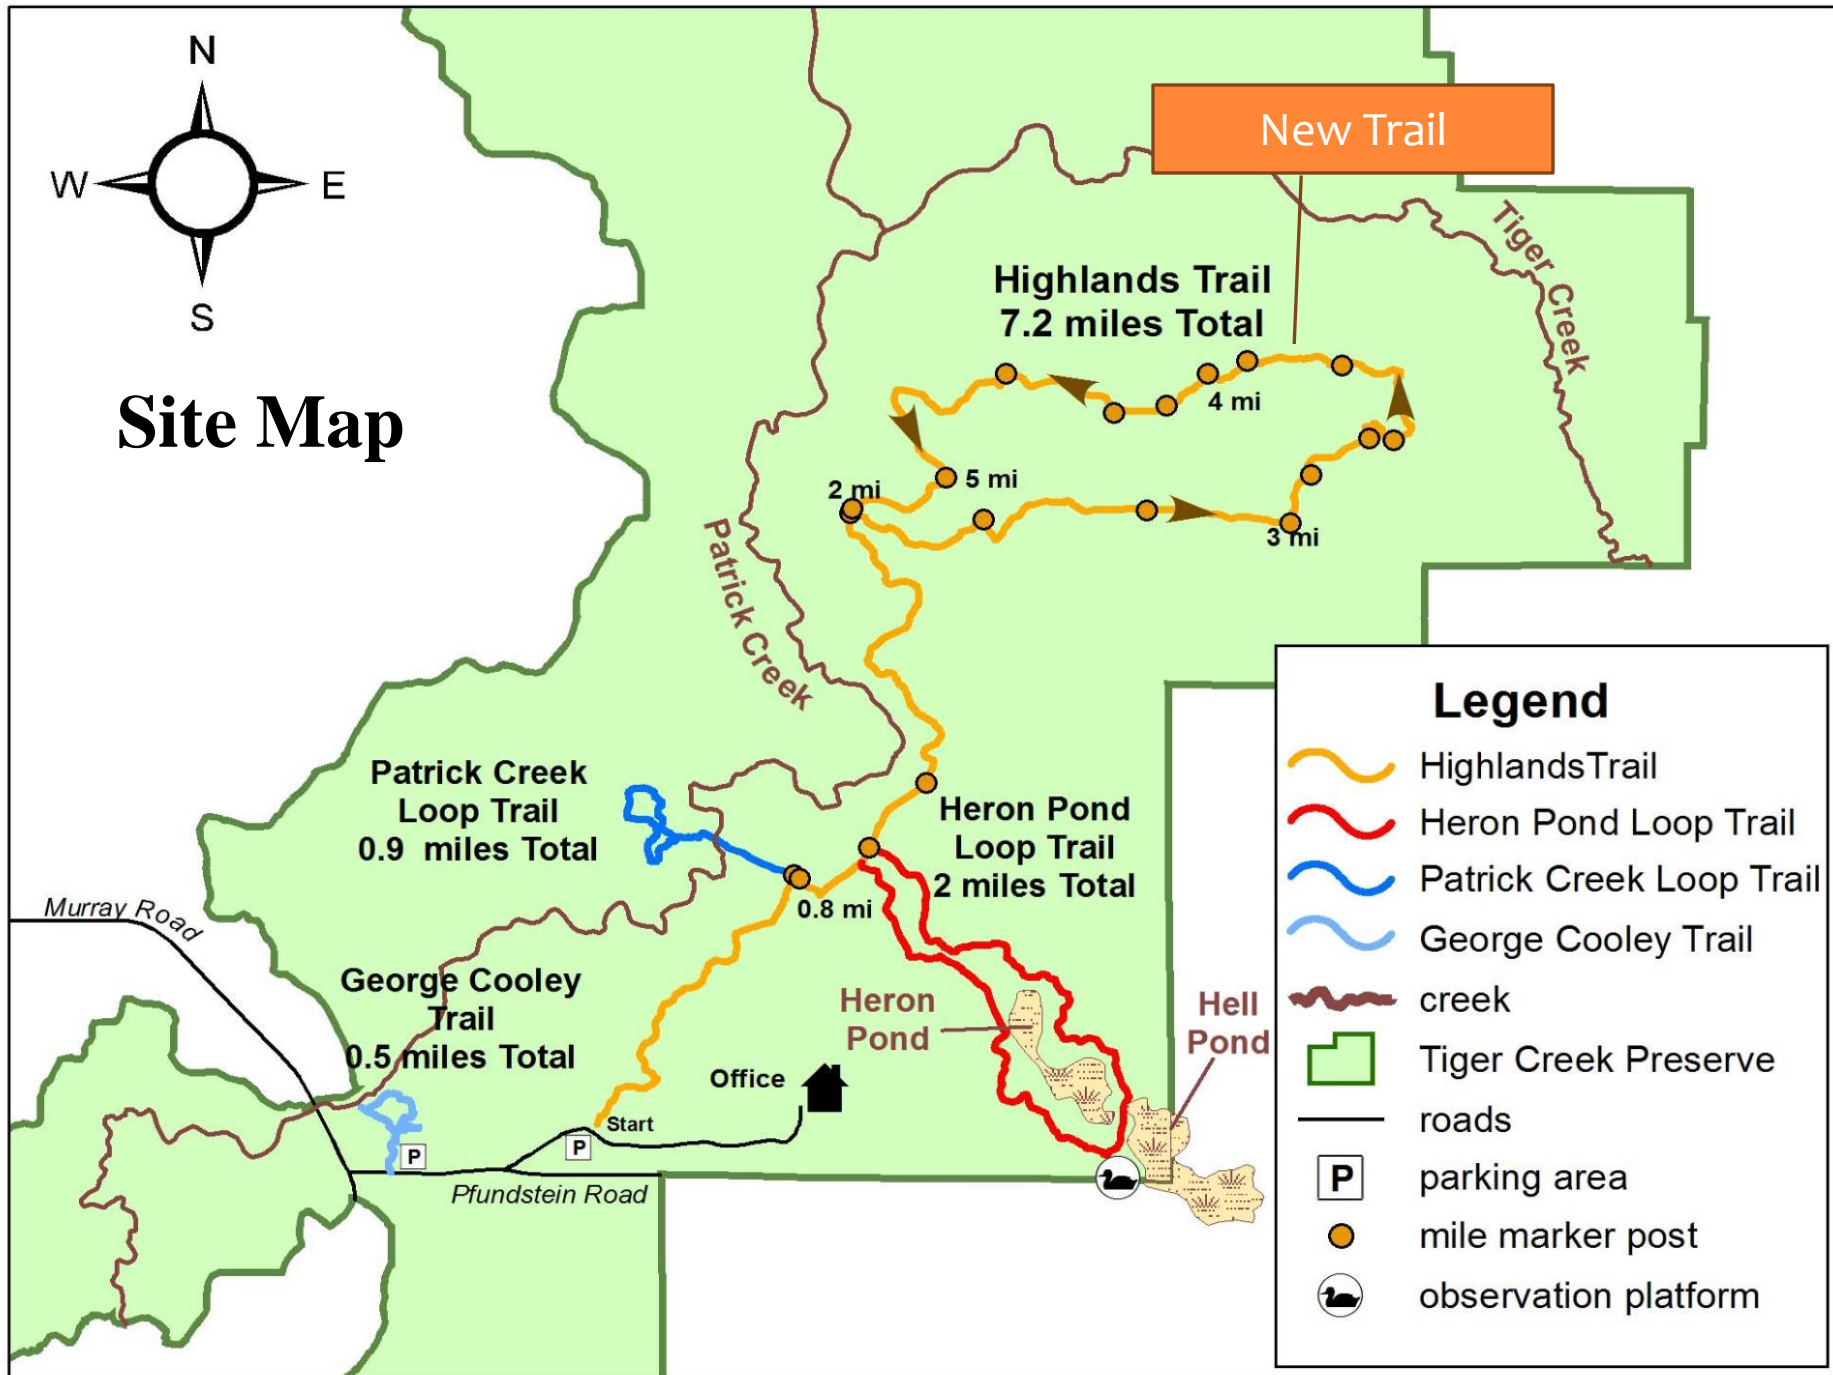 N
W
E
S
Site Map
New Trail
Tiger Creek
Highlands Trail
7.2 miles Total
4 mi
5 mi
2 mi
3 mi
Patrick Creek
Patrick Creek
Loop Trail
0.9 miles Total
Heron Pond
Loop Trail
2 miles Total
0.8 mi
Murray Road
George Cooley
Trail
0.5 miles Total
Heron
Pond
Hell
Pond
Office
Start
P
P
Pfundstein Road
Legend
HighlandsTrail
Heron Pond Loop Trail
Patrick Creek Loop Trail
George Cooley Trail
creek
Tiger Creek Preserve
roads
P parking area
mile marker post
observation platform